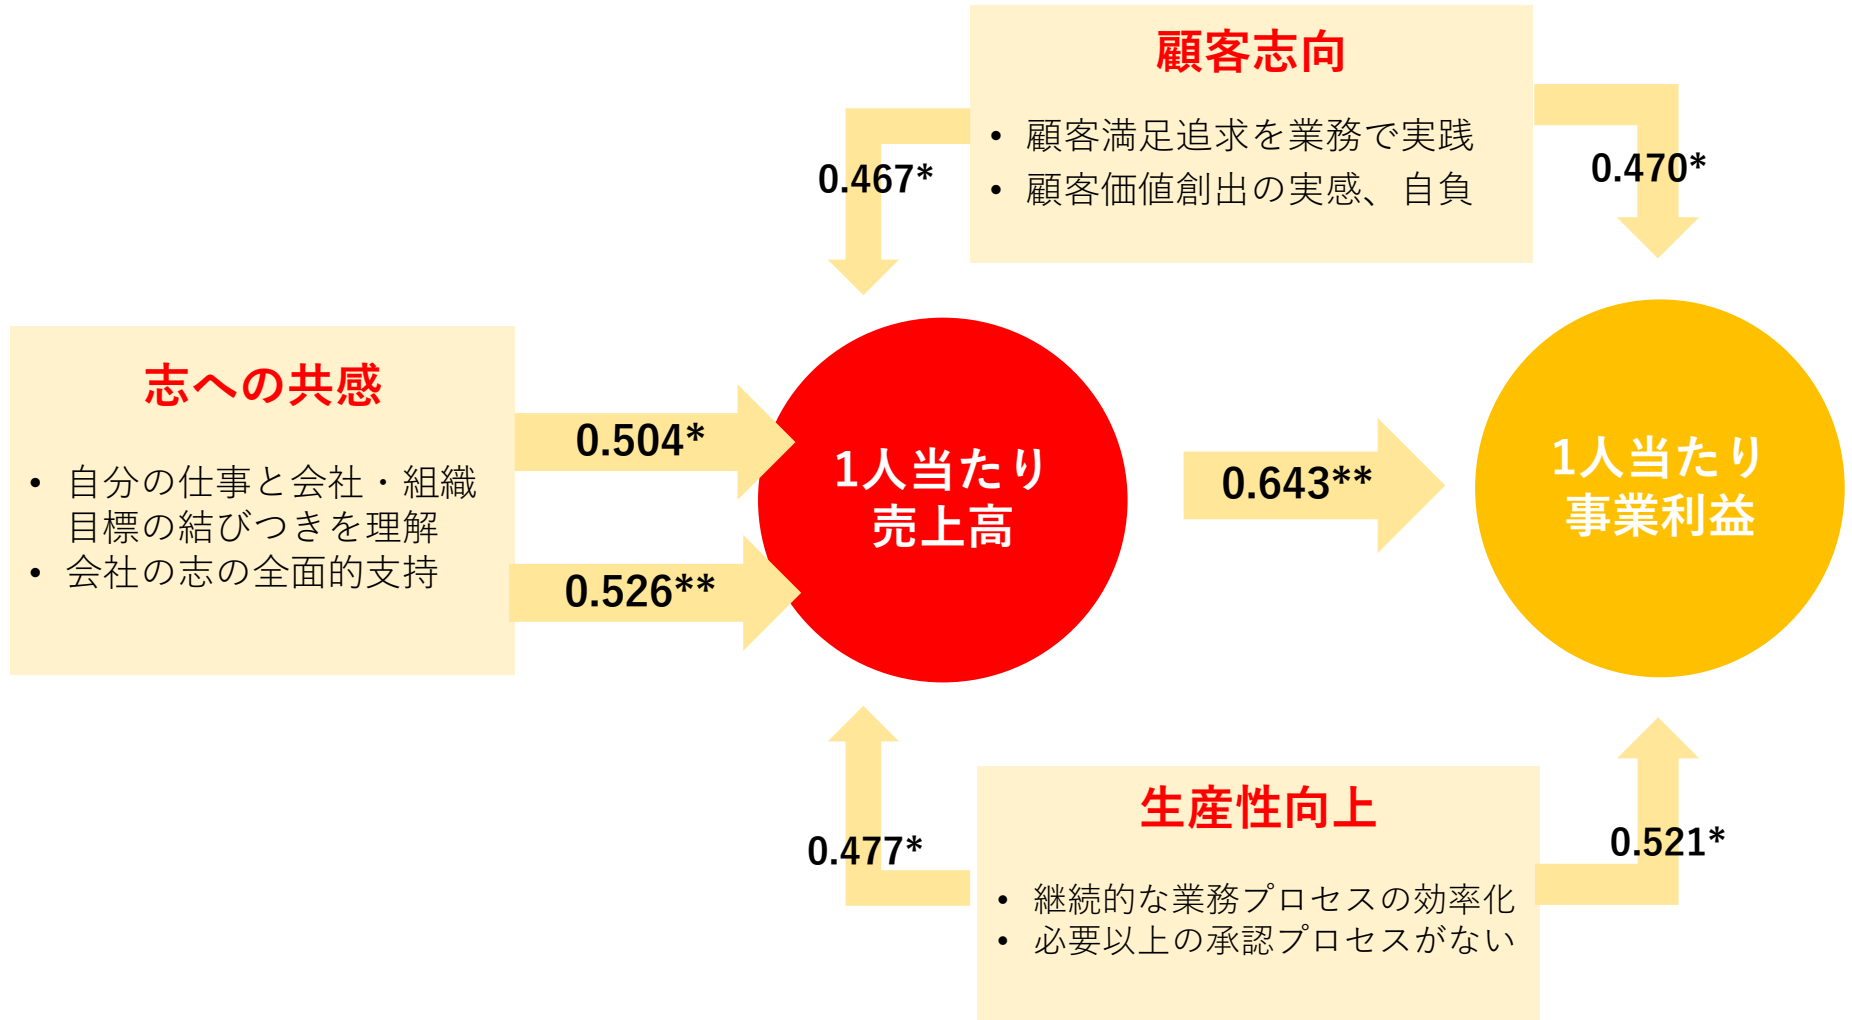 顧客志向
• 顧客満足追求を業務で実践
• 顧客価値創出の実感、自負
0.467*
0.470*
志への共感
• 自分の仕事と会社・組織
目標の結びつきを理解
• 会社の志の全面的支持
0.504*
0.526**
1人当たり
売上高
0.643**
1人当たり
事業利益
生産性向上
• 継続的な業務プロセスの効率化
• 必要以上の承認プロセスがない
0.477*
0.521*